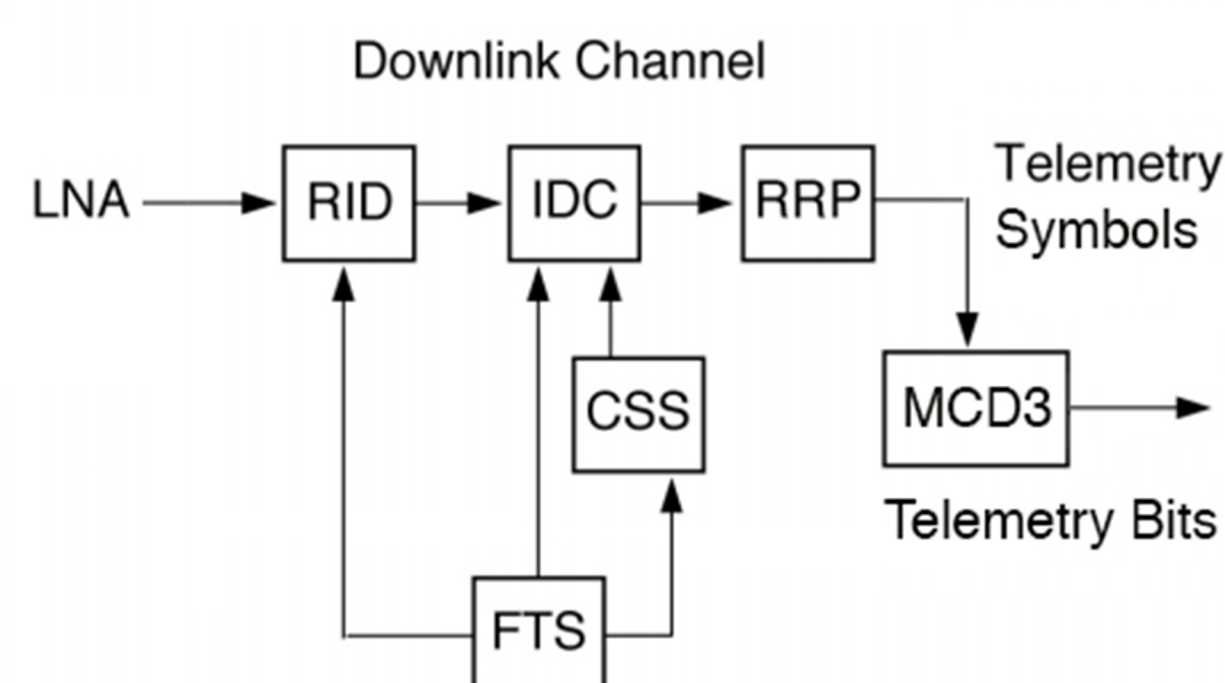 Downlink Channel
LNA
RID
IDC
RRP
Telemetry
Symbols
CSS
MCD3
Telemetry Bits
FTS